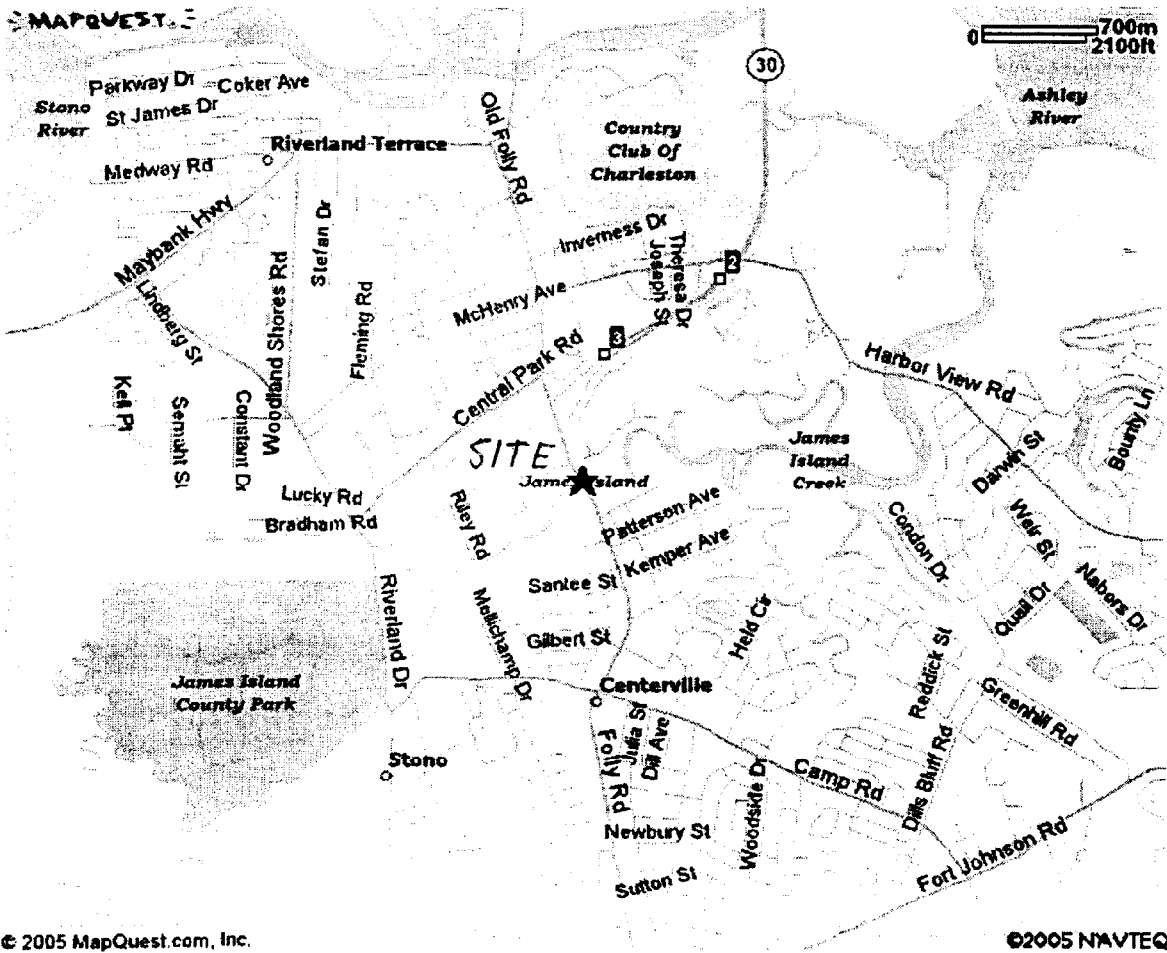 MAPQUEST.
0 700m
2100ft
30
Parkway Dr
Coker Ave
Stono
River
St James Dr
Ashley
River
Old Folly Rd
Country
Club Of
Charleston
Riverland Terrace
Medway Rd
Maybank Hwy
Stefan Dr
Inverness Dr
Theresa Dr
Joseph St
2
Woodland Shores Rd
Lindberg St
Fleming Rd
McHenry Ave
3
Central Park Rd
Harbor View Rd
Kell Pt
Semaht St
Constant Dr
Bounty Ln
SITE
James Island
James
Island
Creek
Darwin St
Lucky Rd
Bradham Rd
Riley Rd
Patterson Ave
Condon Dr
Weir St
Kemper Ave
Santee St
Nabors Dr
Quail Dr
Riverland Dr
Mellichamp Dr
Held Cir
Gilbert St
Reddick St
James Island
County Park
Centerville
Greenhill Rd
Julia St
Dill Ave
Stono
Folly Rd
Camp Rd
Dills Bluff Rd
Woodside Dr
Newbury St
Fort Johnson Rd
Sutton St
© 2005 MapQuest.com, Inc.
©2005 NAVTEQ